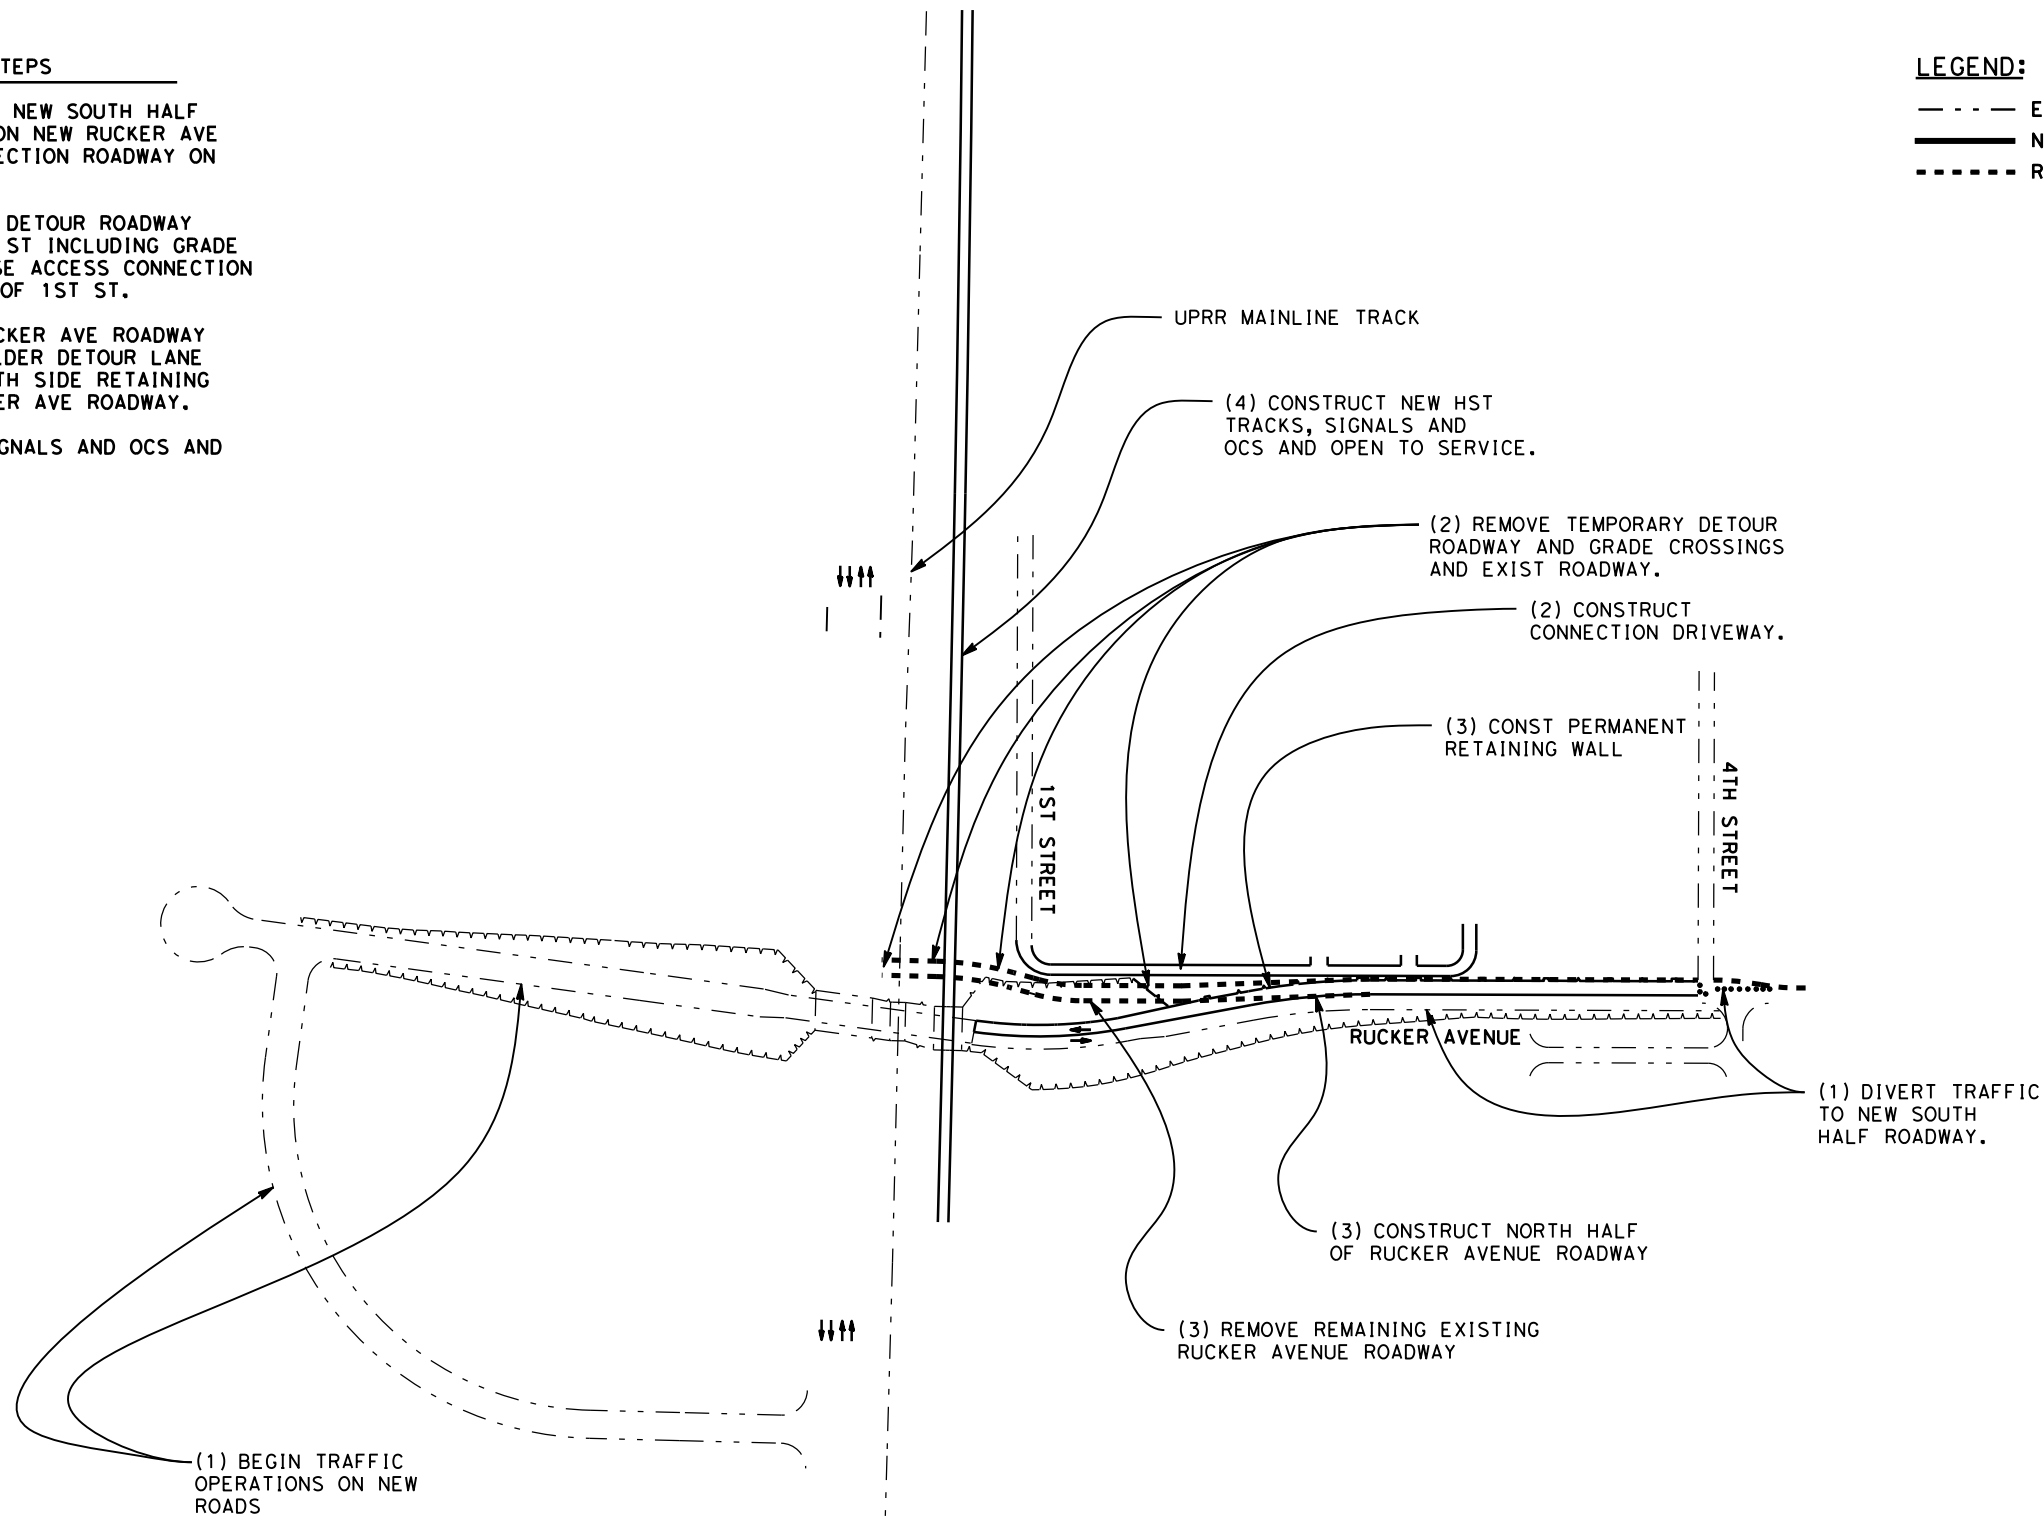 TEPS
NEW SOUTH HALF
ON NEW RUCKER AVE
ECTION ROADWAY ON
DETOUR ROADWAY
ST INCLUDING GRADE
SE ACCESS CONNECTION
OF 1ST ST.
CKER AVE ROADWAY
LDER DETOUR LANE
TH SIDE RETAINING
ER AVE ROADWAY.
GNALS AND OCS AND
LEGEND:
E
N
R
UPRR MAINLINE TRACK
(4) CONSTRUCT NEW HST
TRACKS, SIGNALS AND
OCS AND OPEN TO SERVICE.
(2) REMOVE TEMPORARY DETOUR
ROADWAY AND GRADE CROSSINGS
AND EXIST ROADWAY.
(2) CONSTRUCT
CONNECTION DRIVEWAY.
(3) CONST PERMANENT
RETAINING WALL
1ST STREET
4TH STREET
RUCKER AVENUE
(1) DIVERT TRAFFIC
TO NEW SOUTH
HALF ROADWAY.
(3) CONSTRUCT NORTH HALF
OF RUCKER AVENUE ROADWAY
(3) REMOVE REMAINING EXISTING
RUCKER AVENUE ROADWAY
(1) BEGIN TRAFFIC
OPERATIONS ON NEW
ROADS